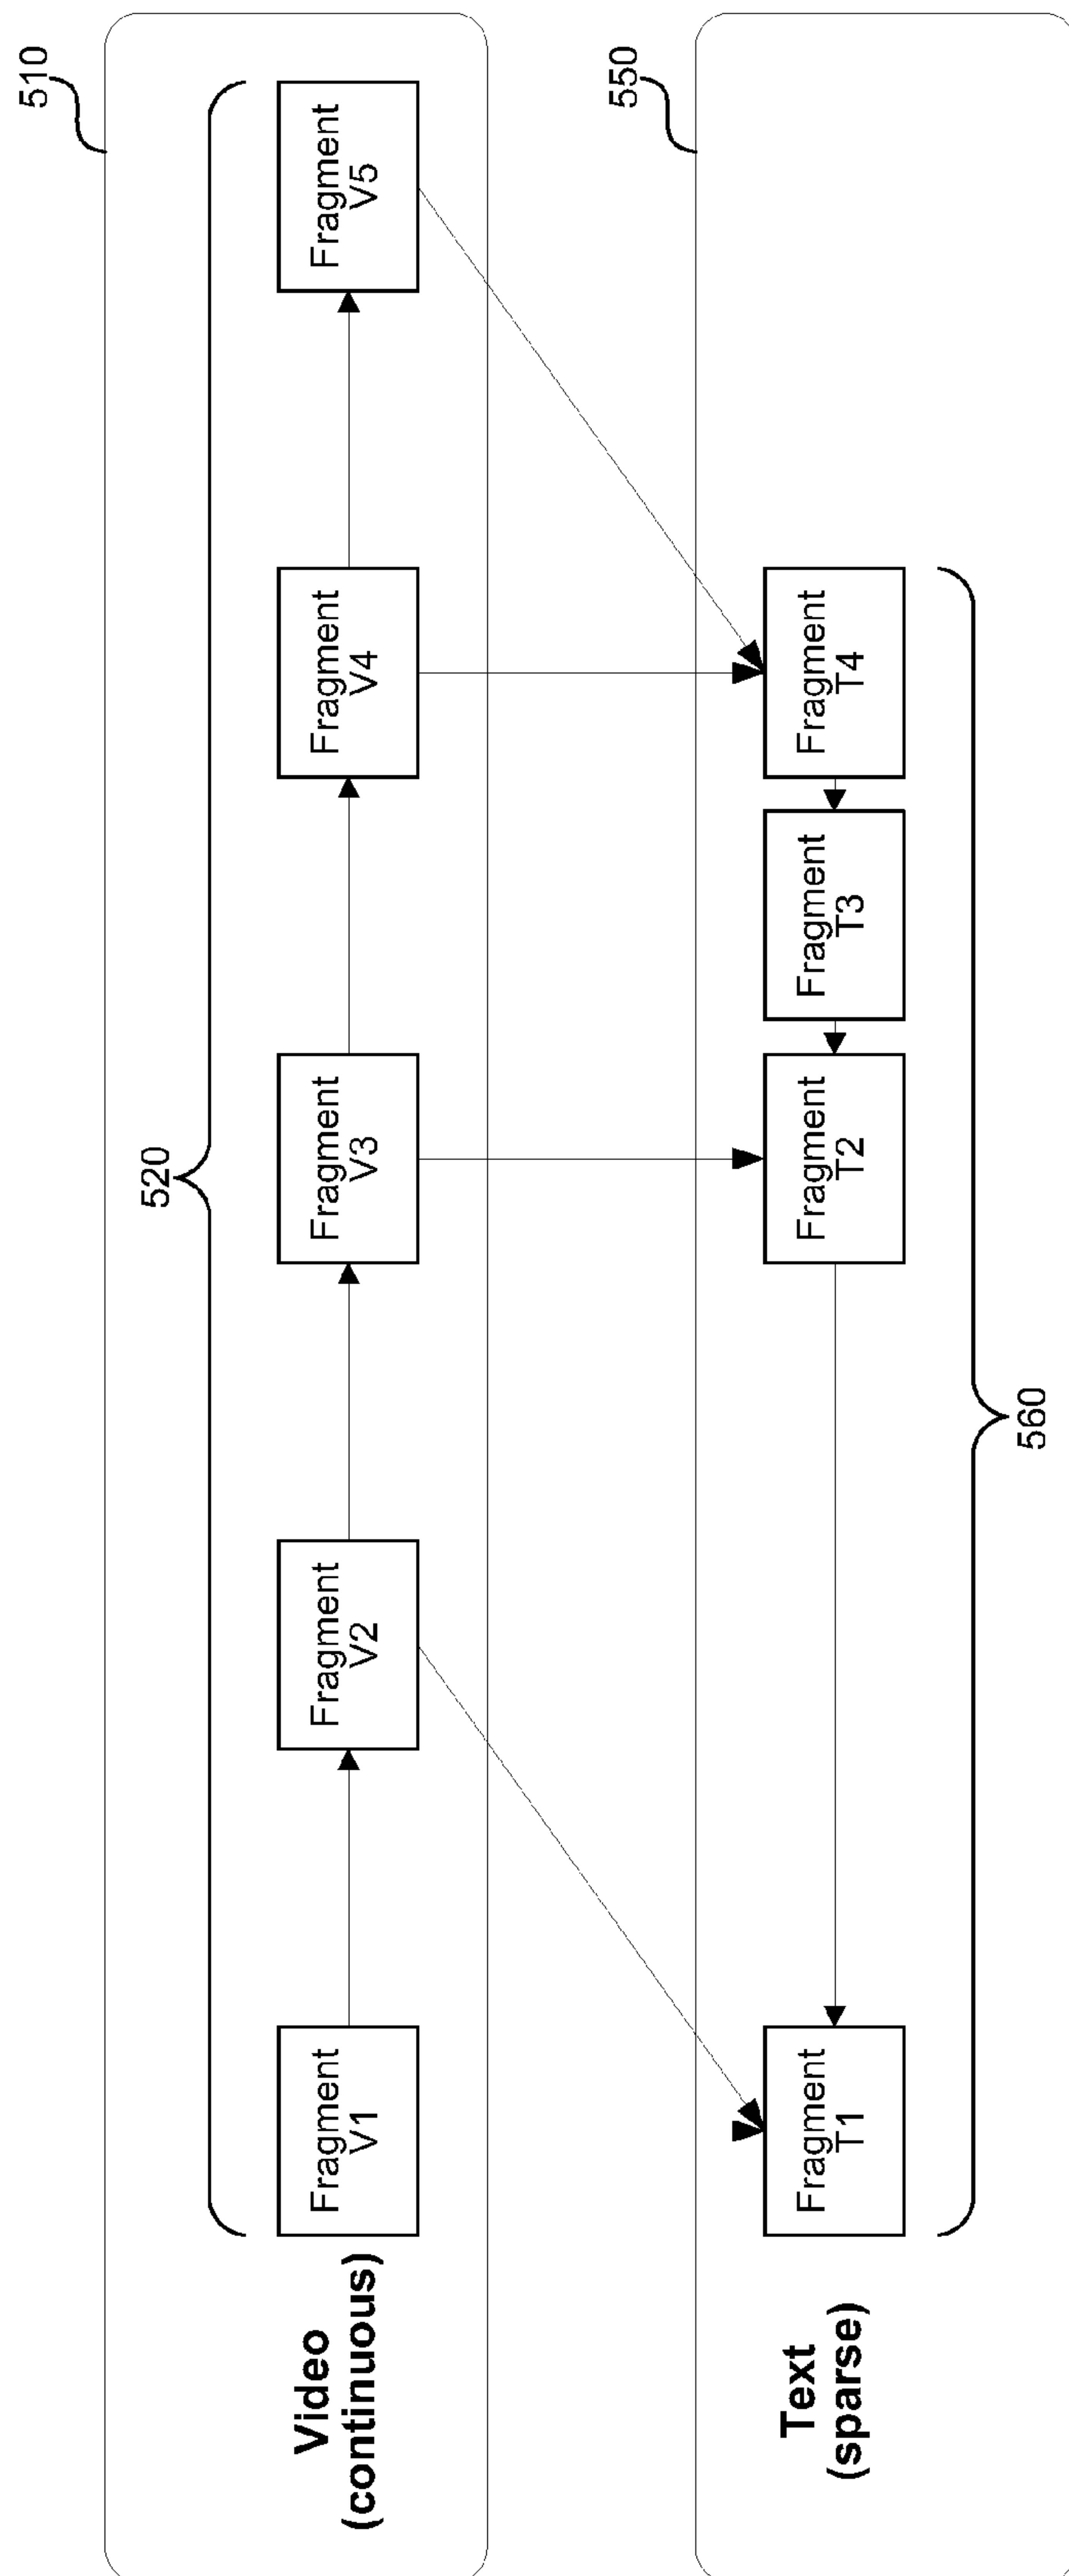 510
520
Video
(continuous)
Fragment
V1
Fragment
V2
Fragment
V3
Fragment
V4
Fragment
V5
550
Text
(sparse)
Fragment
T1
Fragment
T2
Fragment
T3
Fragment
T4
560